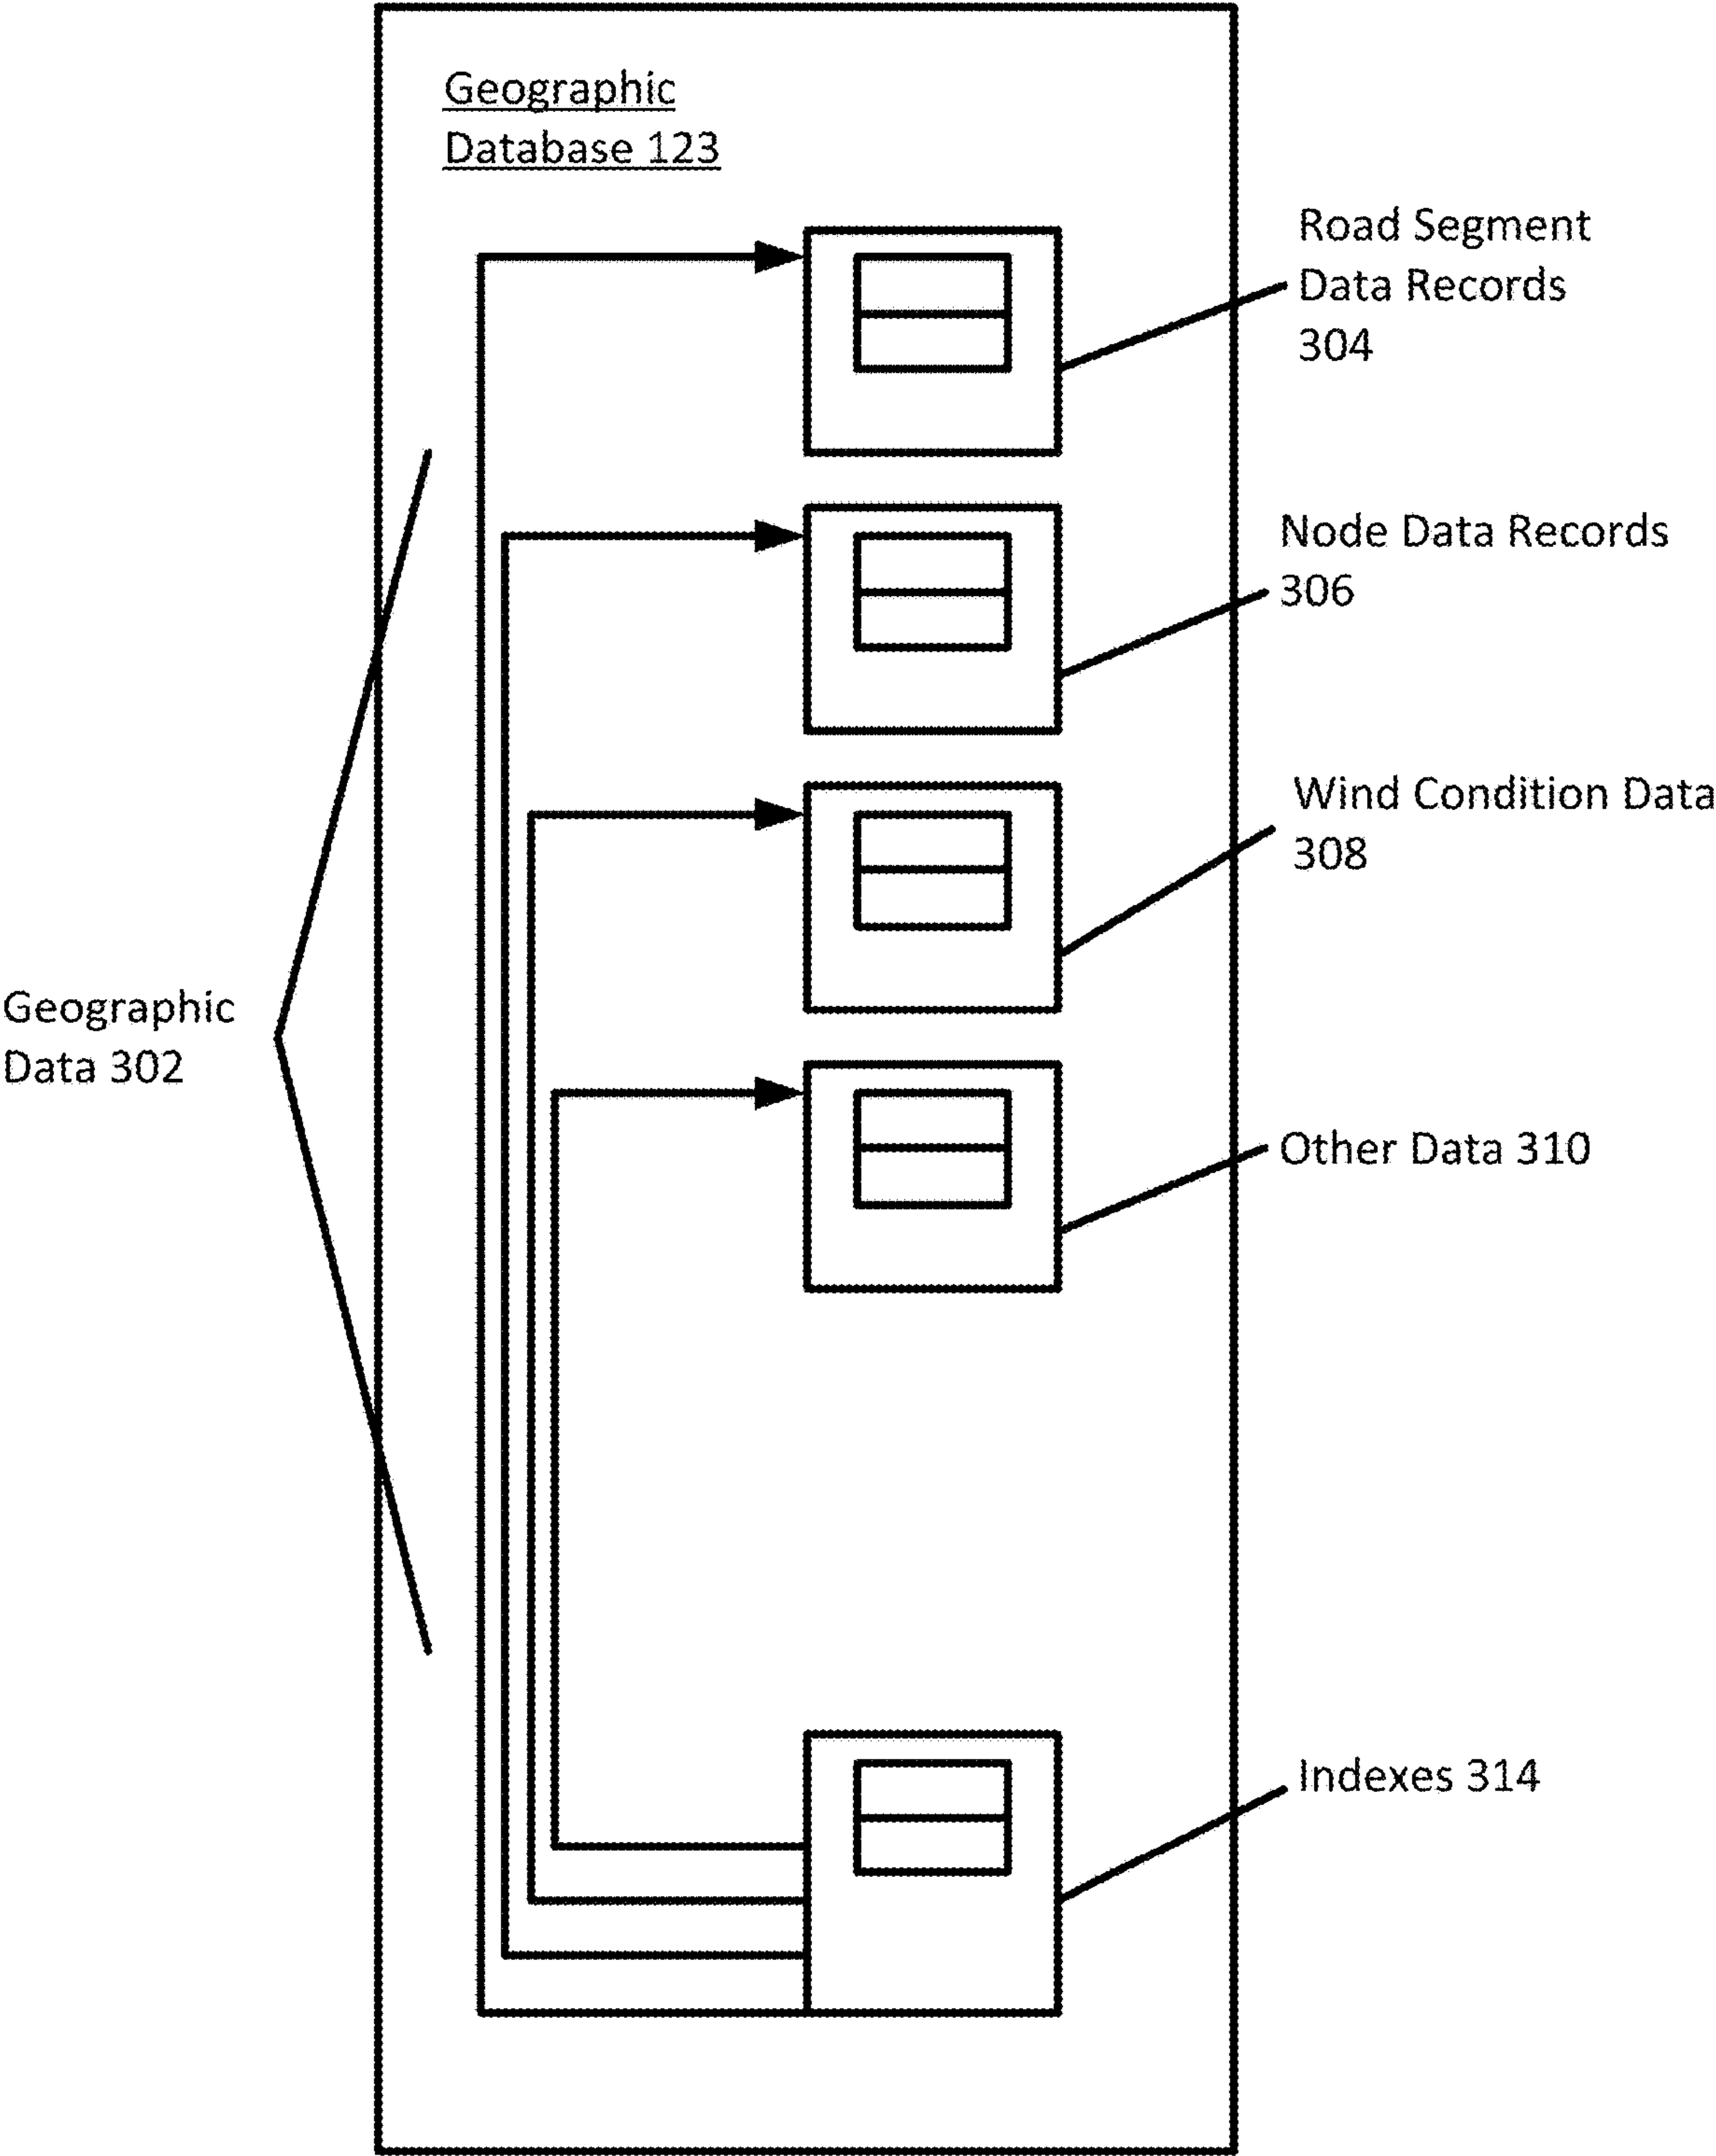 Geographic
Database 123
Road Segment
Data Records
304
Node Data Records
306
Wind Condition Data
308
Geographic
Data 302
Other Data 310
Indexes 314